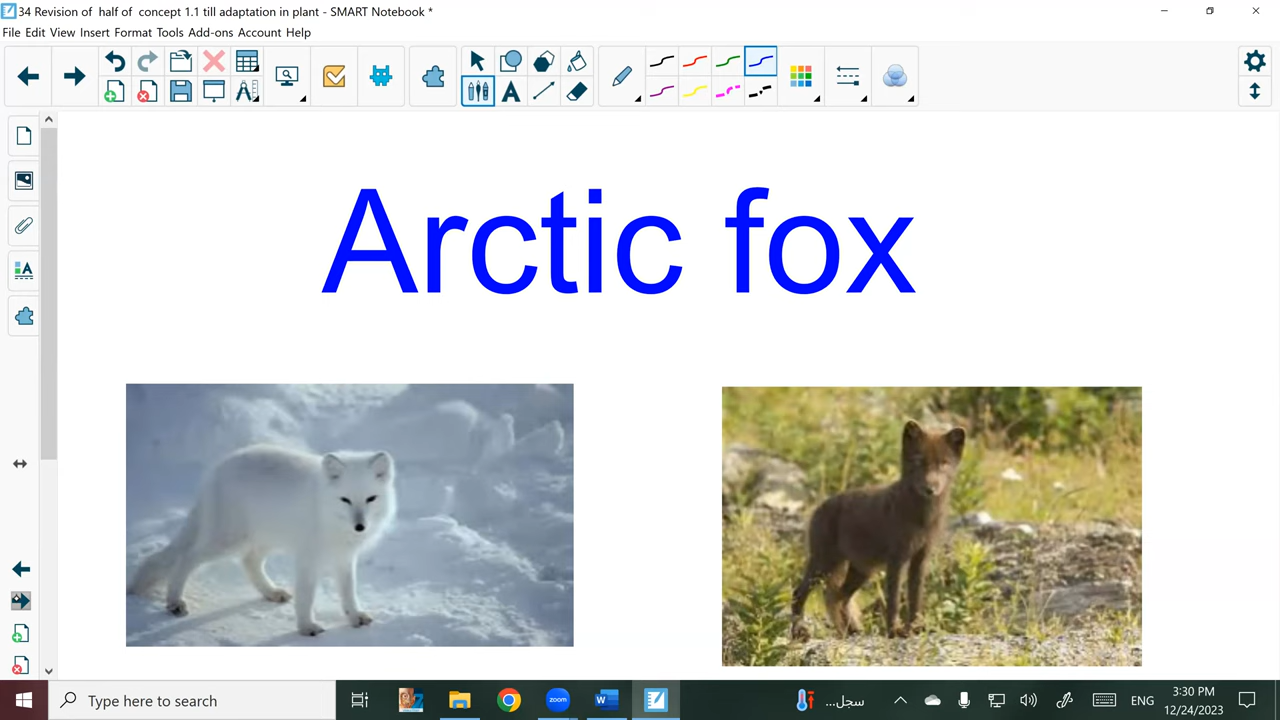 34 Revision of  half of  concept 1.1 till adaptation in plant - SMART Notebook *
File Edit View Insert Format Tools Add-ons Account Help
Arctic fox
Type here to search
zoom
سجل...
ENG
3:30 PM
12/24/2023